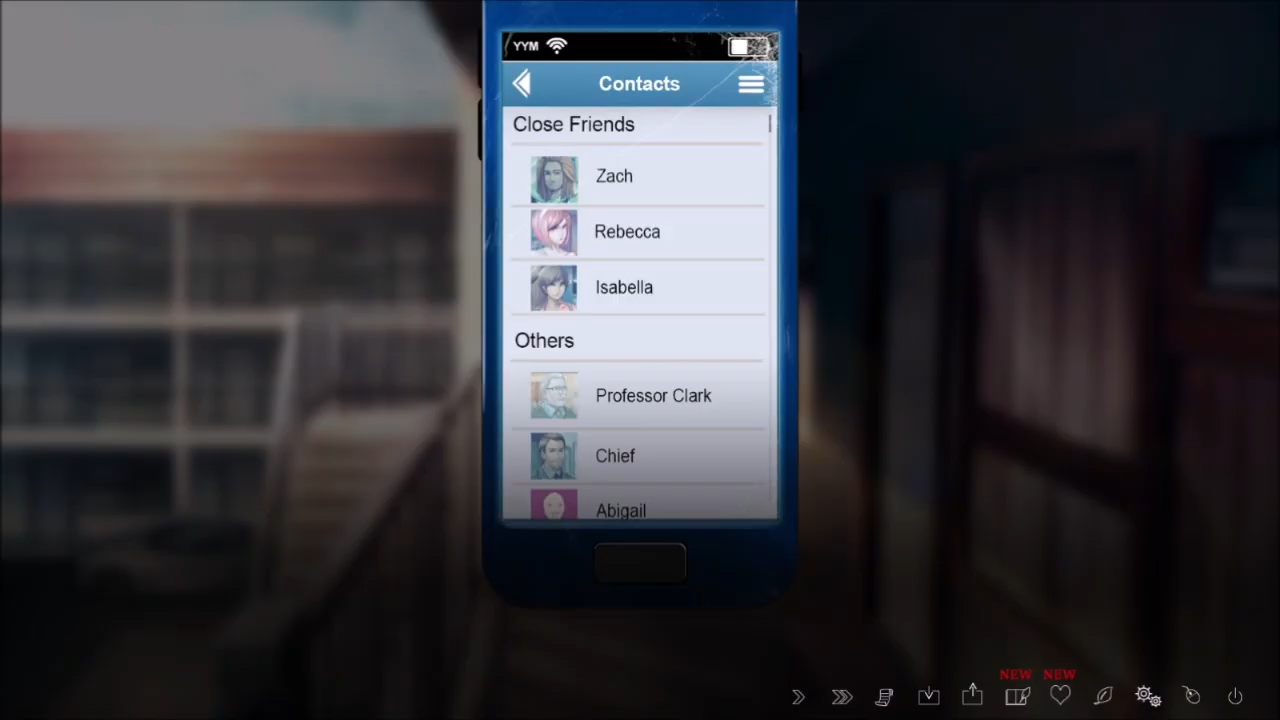 YYM
Contacts
Close Friends
Zach
Rebecca
Isabella
Others
Professor Clark
Chief
Abigail
NEW NEW